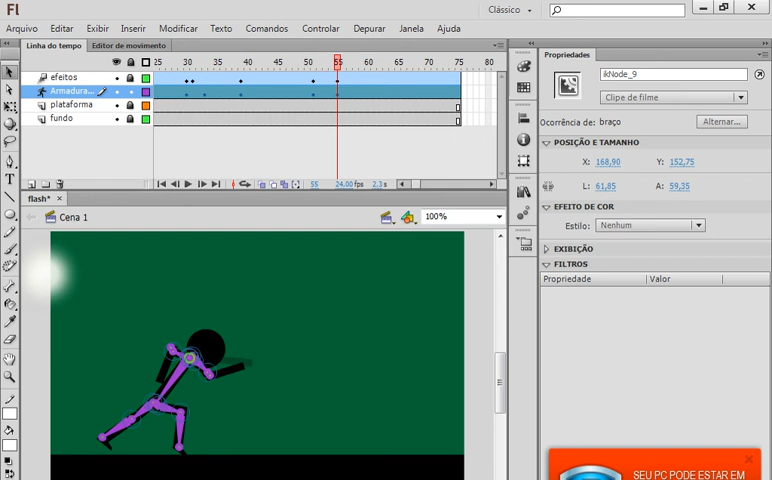 Fl
Clássico
Arquivo Editar Exibir Inserir Modificar Texto Comandos Controlar Depurar Janela Ajuda
Linha do tempo Editor de movimento
25 30 35 40 45 50 55 60 65 70 75 80
efeitos
Armadura...
plataforma
fundo
55 24.00 fps 2.3 s
flash*
Cena 1
100%
Propriedades
ikNode_9
Clipe de filme
Ocorrência de: braço
Alternar...
POSIÇÃO E TAMANHO
X: 168,90 Y: 152,75
L: 61,85 A: 59,35
EFEITO DE COR
Estilo: Nenhum
EXIBIÇÃO
FILTROS
Propriedade Valor
SEU PC PODE ESTAR EM